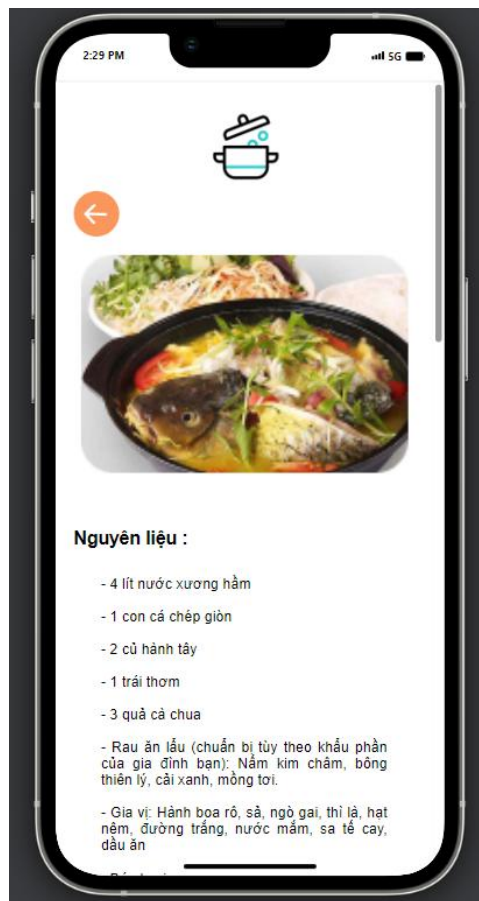 2:29 PM
5G
Nguyên liệu :
- 4 lít nước xương hầm
- 1 con cá chép giòn
- 2 củ hành tây
- 1 trái thơm
- 3 quả cà chua
- Rau ăn lẩu (chuẩn bị tùy theo khẩu phần
của gia đình bạn): Nấm kim châm, bông
thiên lý, cải xanh, mồng tơi.
- Gia vị: Hành boa rô, sả, ngò gai, thì là, hạt
nêm, đường trắng, nước mắm, sa tế cay,
dầu ăn